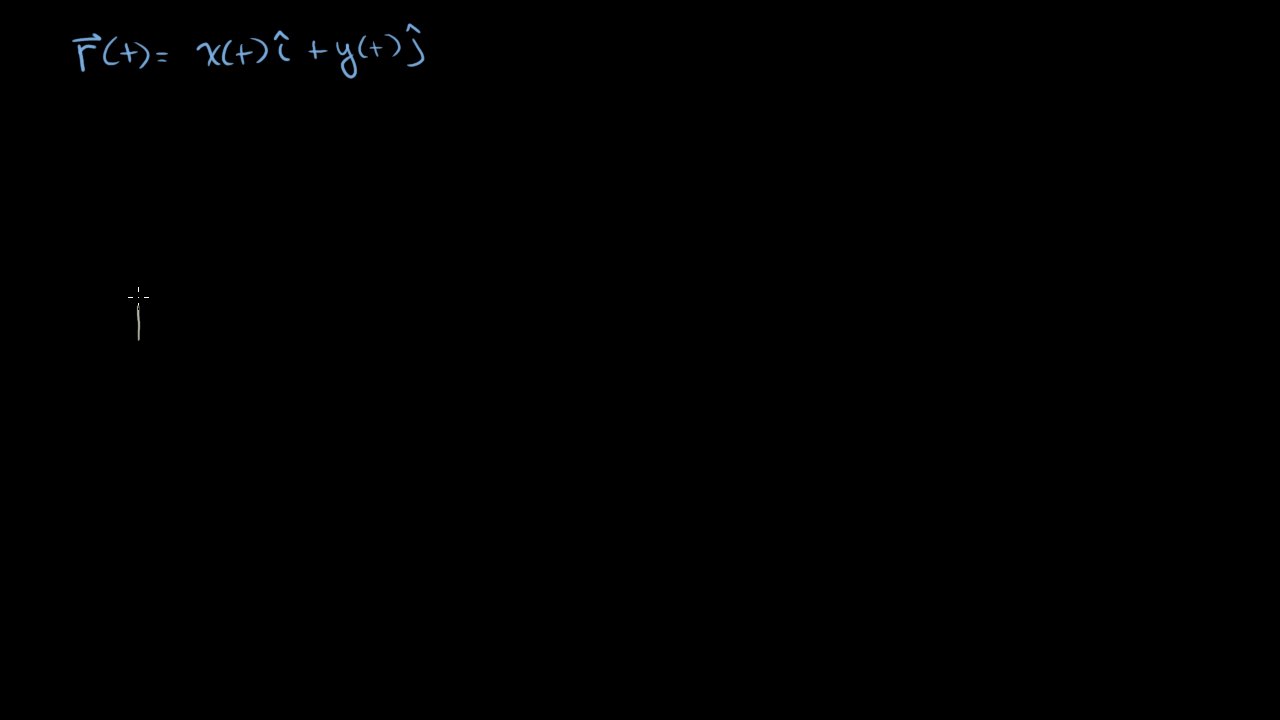 r⃗(t) = x(t) î + y(t) ĵ